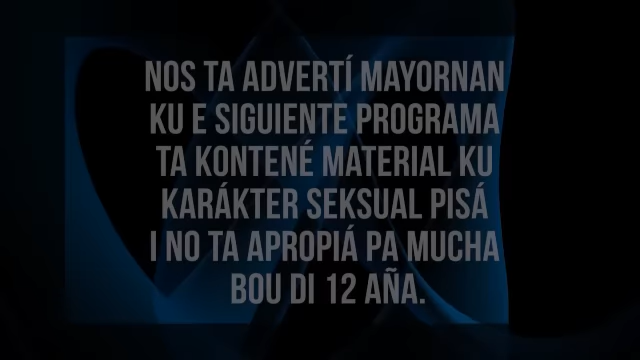 NOS TA ADVERTÍ MAYORNAN
KU E SIGUIENTE PROGRAMA
TA KONTENÉ MATERIAL KU
KARÁKTER SEKSUAL PISÁ
I NO TA APROPIÁ PA MUCHA
BOU DI 12 AÑA.